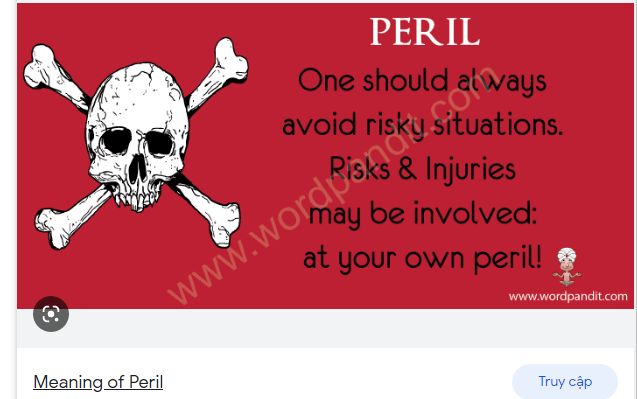 PERIL
One should always
avoid risky situations.
Risks & Injuries
may be involved:
at your own peril!
www.wordpandit.com
www.wordpandit.com
Meaning of Peril
Truy cập